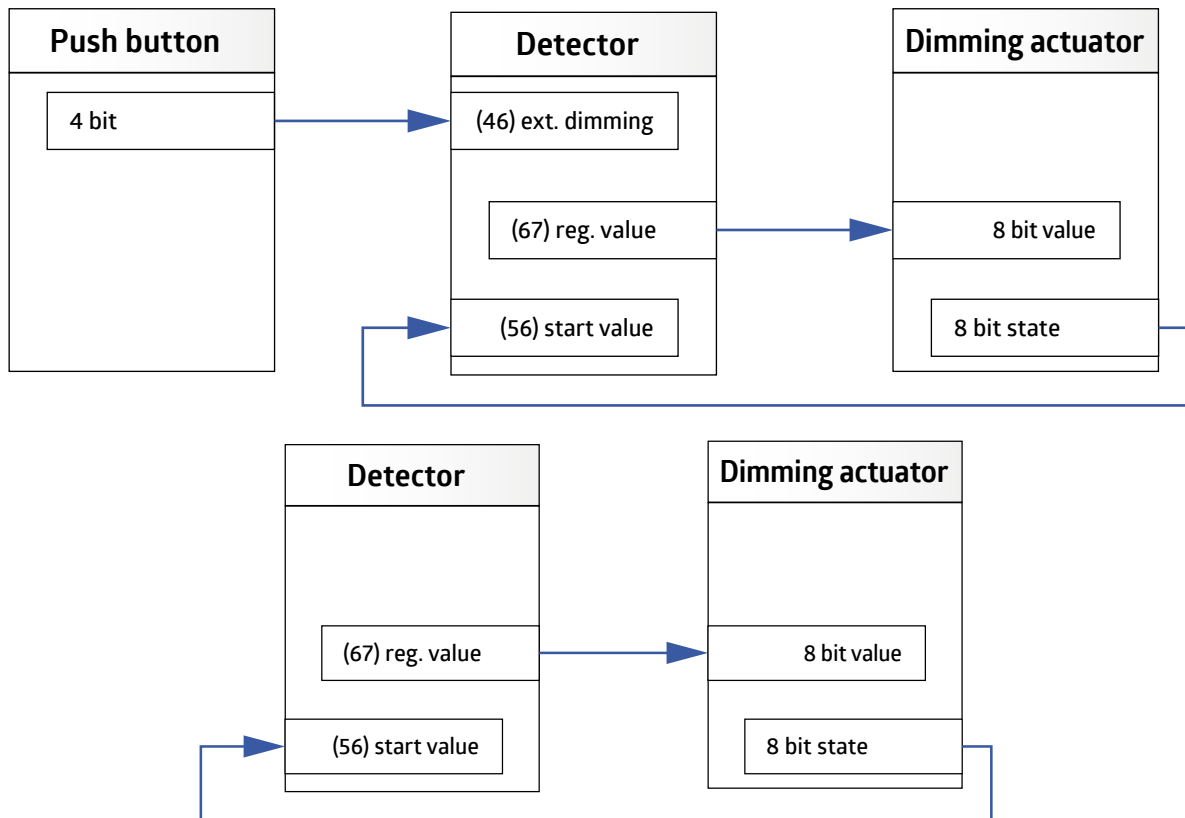 Push button
Detector
Dimming actuator
4 bit
(46) ext. dimming
(67) reg. value
8 bit value
(56) start value
8 bit state
Detector
Dimming actuator
(67) reg. value
8 bit value
(56) start value
8 bit state